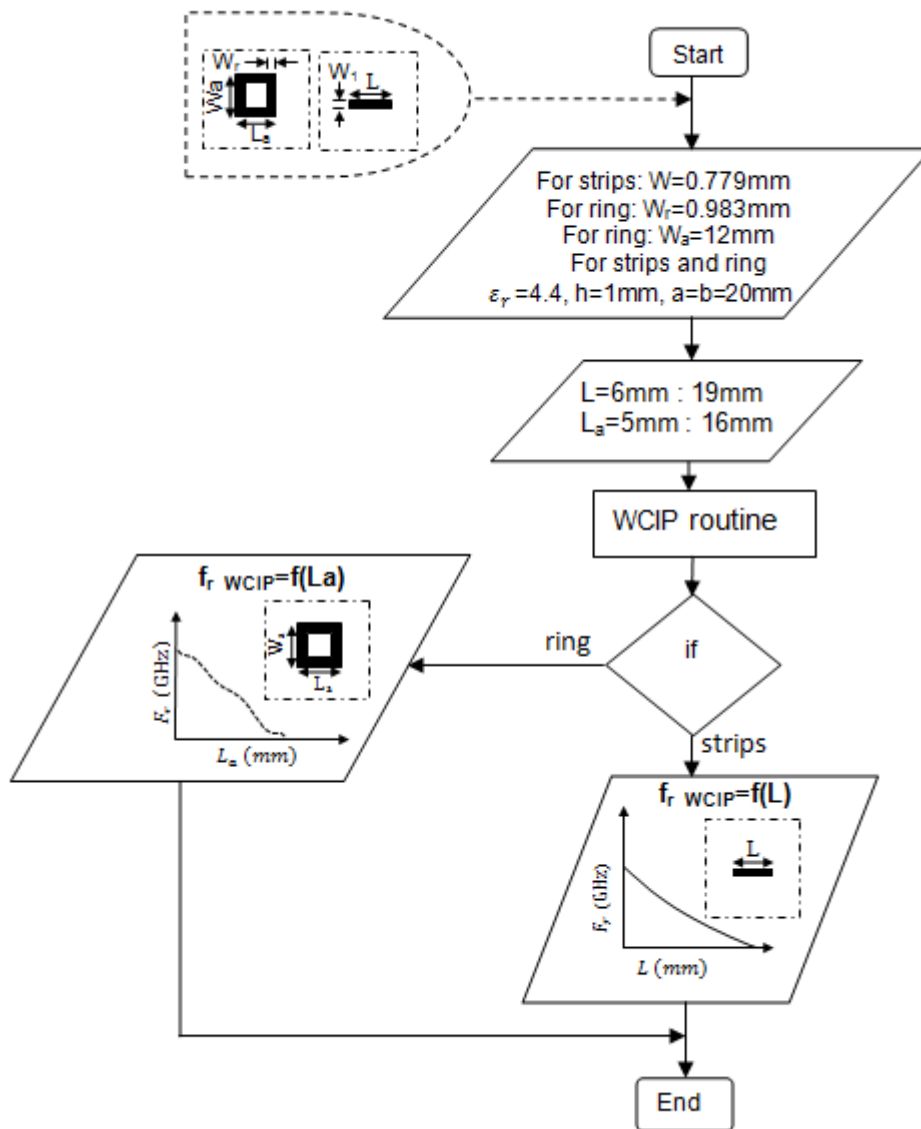 Start
Wr
Wa
La
W1
L
For strips: W=0.779mm
For ring: Wr=0.983mm
For ring: Wa=12mm
For strips and ring
εr =4.4, h=1mm, a=b=20mm
L=6mm : 19mm
La=5mm : 16mm
WCIP routine
if
ring
strips
fr WCIP=f(La)
Wa
La
Fr (GHz)
La (mm)
fr WCIP=f(L)
L
Fr (GHz)
L (mm)
End